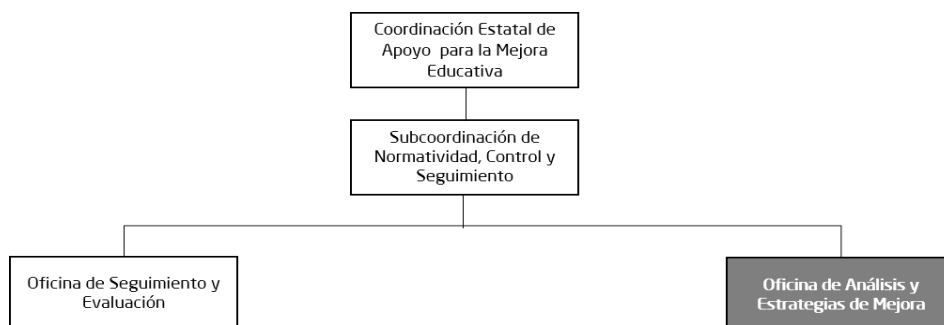 Coordinación Estatal de
Apoyo para la Mejora
Educativa
Subcoordinación de
Normatividad, Control y
Seguimiento
Oficina de Seguimiento y
Evaluación
Oficina de Análisis y
Estrategias de Mejora